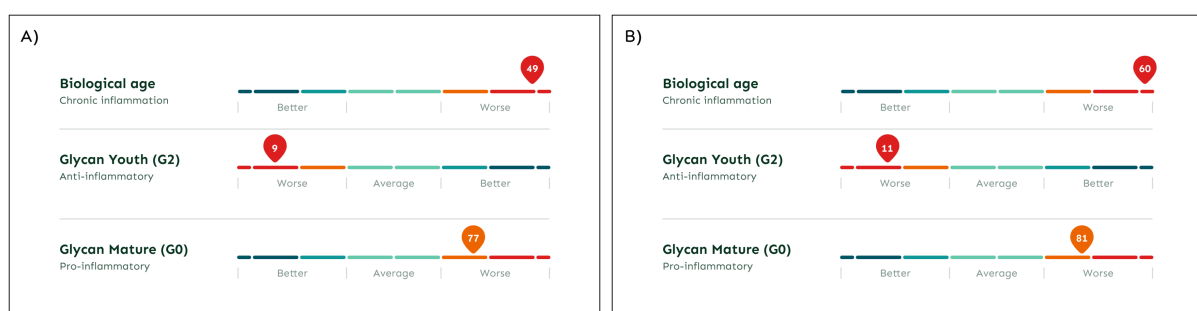 A)
49
Biological age
Chronic inflammation
Better
Worse
9
Glycan Youth (G2)
Anti-inflammatory
Worse
Average
Better
77
Glycan Mature (G0)
Pro-inflammatory
Better
Average
Worse
B)
60
Biological age
Chronic inflammation
Better
Worse
11
Glycan Youth (G2)
Anti-inflammatory
Worse
Average
Better
81
Glycan Mature (G0)
Pro-inflammatory
Better
Average
Worse